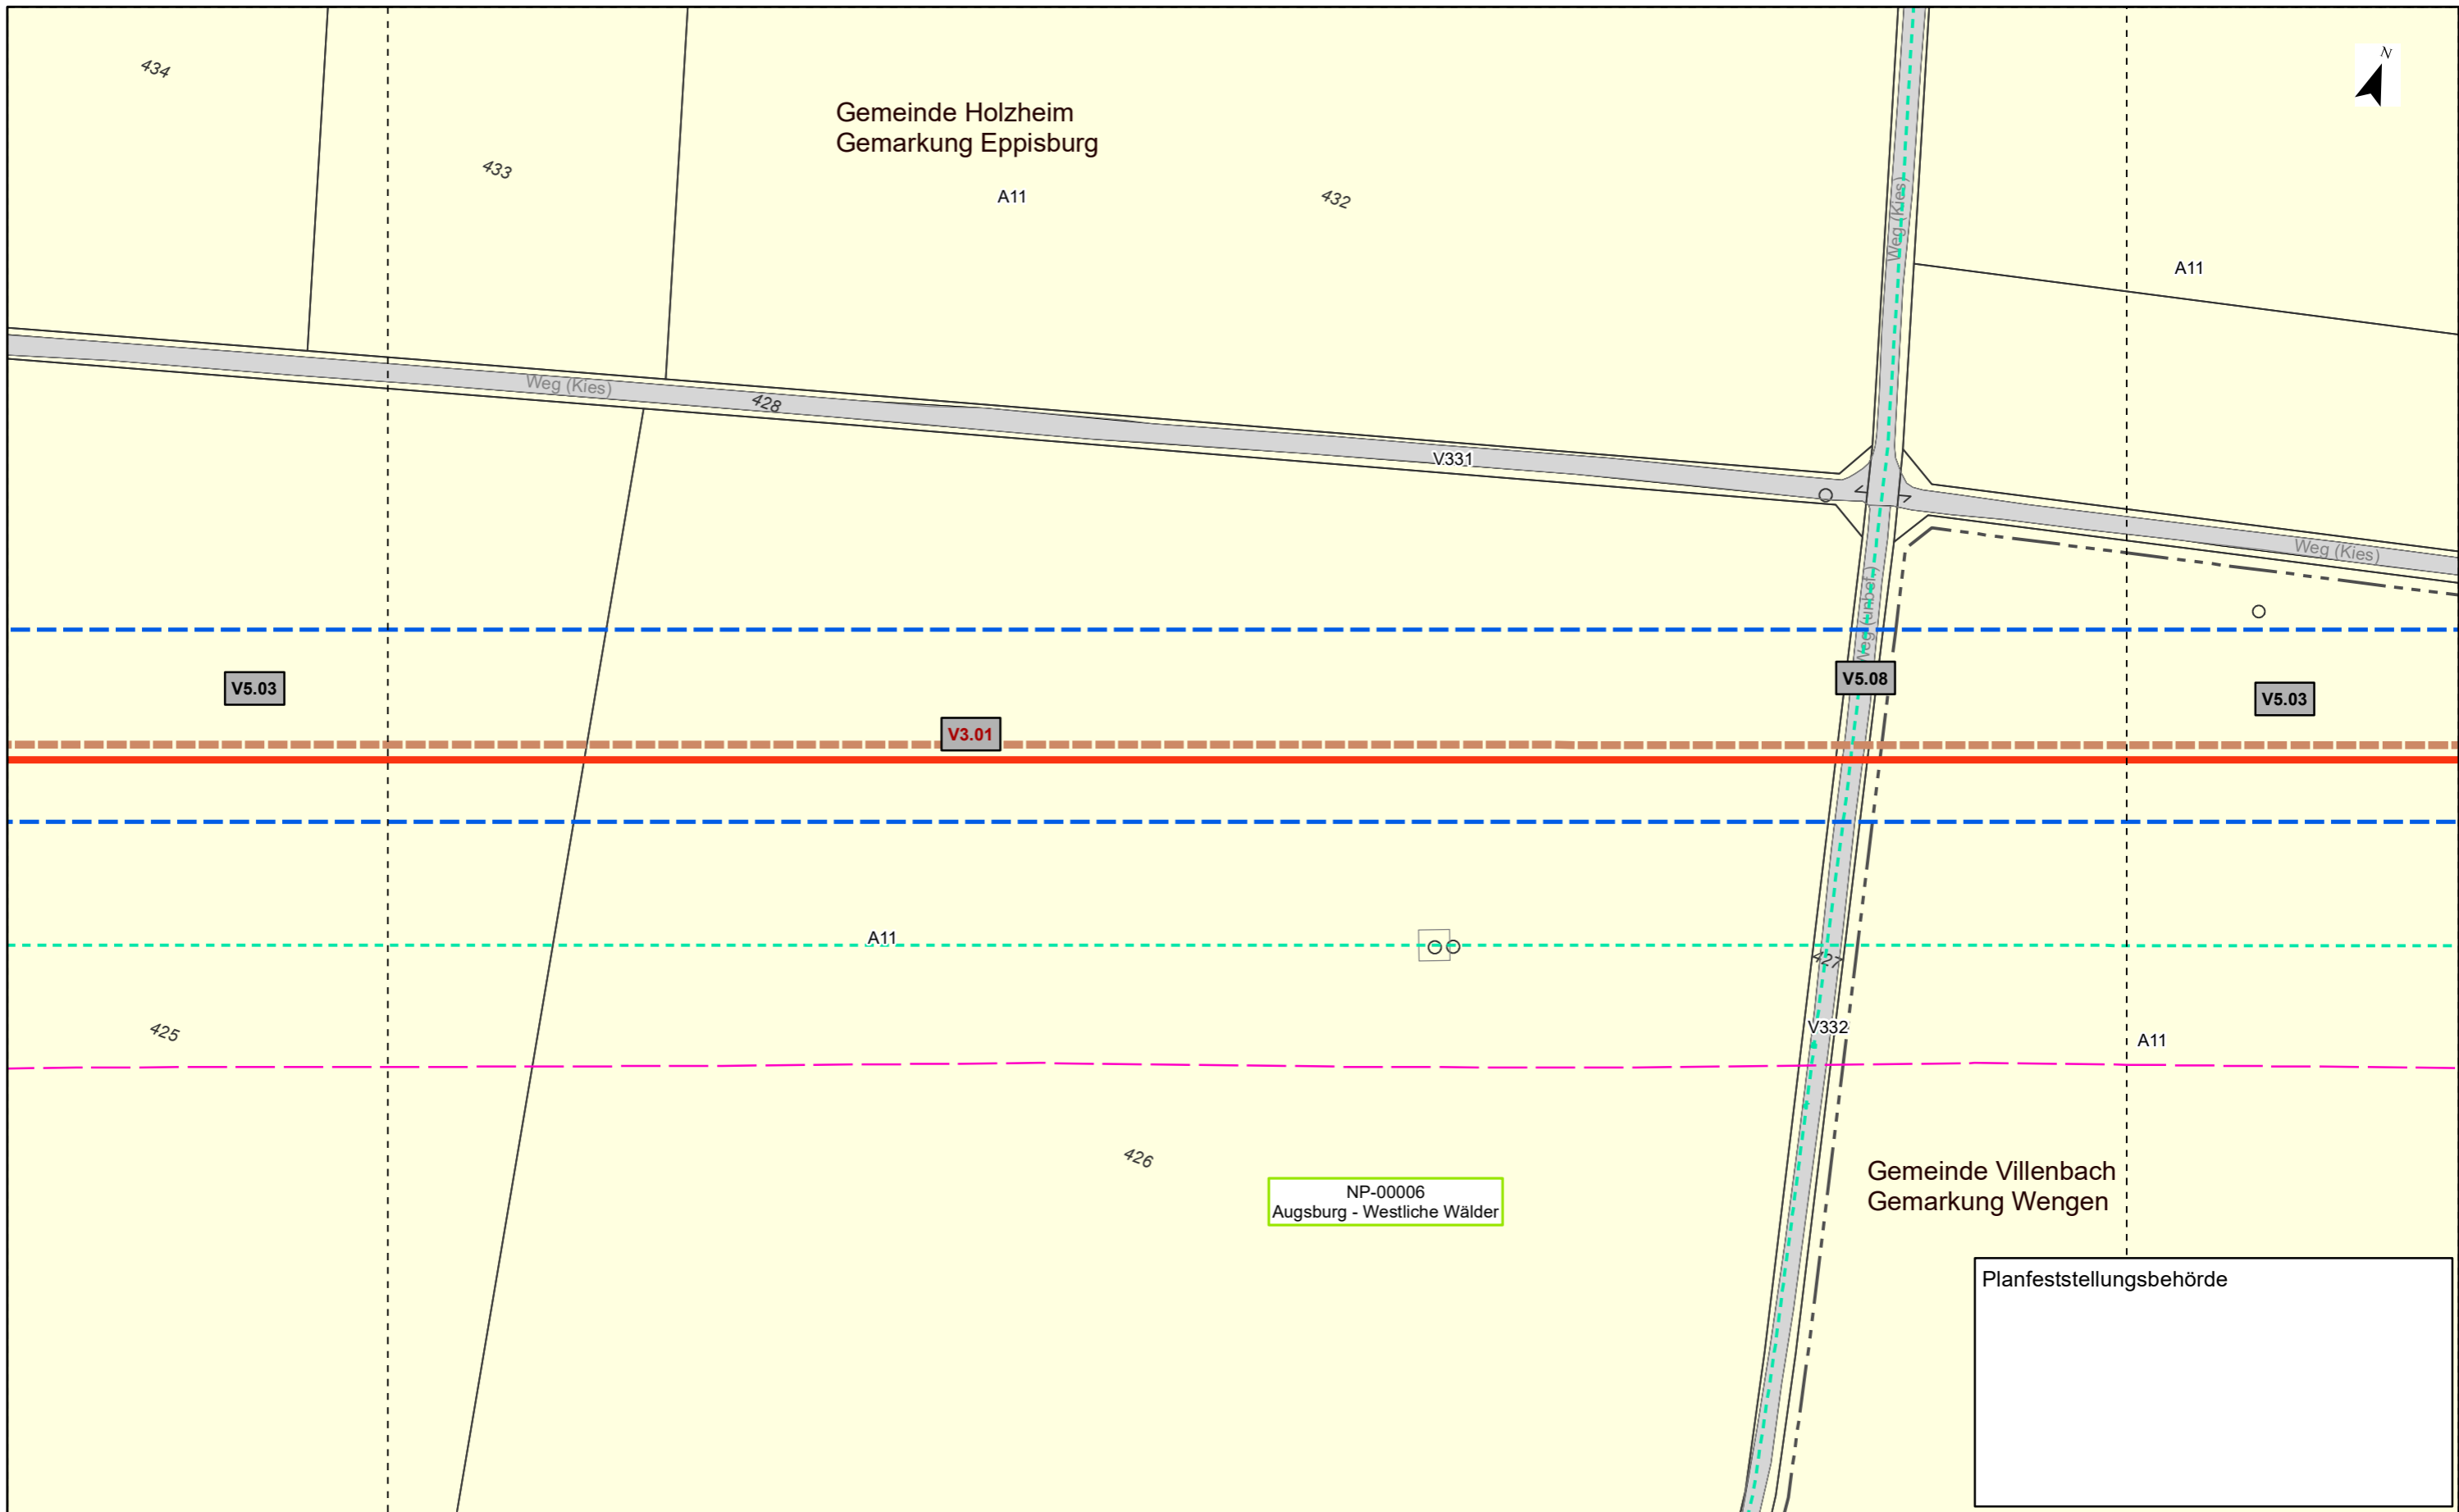 434
N
Gemeinde Holzheim
Gemarkung Eppisburg
433
A11
432
Weg (Kies)
A11
Weg (Kies)
428
V331
Weg (Kies)
Weg (unbef.)
V5.03
V5.08
V5.03
V3.01
A11
427
425
V332
A11
426
NP-00006
Augsburg - Westliche Wälder
Gemeinde Villenbach
Gemarkung Wengen
Planfeststellungsbehörde